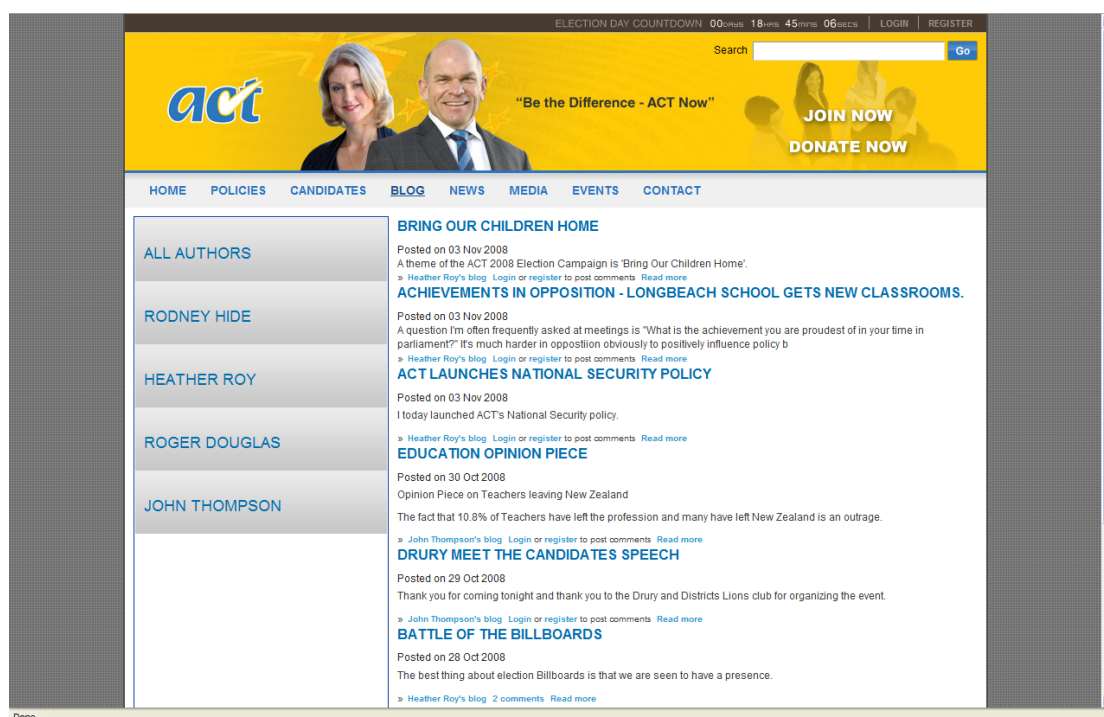 ELECTION DAY COUNTDOWN 00DAYS 18HRS 45MINS 06SECS | LOGIN | REGISTER
Search Go
act
"Be the Difference - ACT Now"
JOIN NOW
DONATE NOW
HOME POLICIES CANDIDATES BLOG NEWS MEDIA EVENTS CONTACT
ALL AUTHORS
RODNEY HIDE
HEATHER ROY
ROGER DOUGLAS
JOHN THOMPSON
BRING OUR CHILDREN HOME
Posted on 03 Nov 2008
A theme of the ACT 2008 Election Campaign is 'Bring Our Children Home'.
» Heather Roy's blog Login or register to post comments Read more
ACHIEVEMENTS IN OPPOSITION - LONGBEACH SCHOOL GETS NEW CLASSROOMS.
Posted on 03 Nov 2008
A question I'm often frequently asked at meetings is "What is the achievement you are proudest of in your time in
parliament?" It's much harder in oppostiion obviously to positively influence policy b
» Heather Roy's blog Login or register to post comments Read more
ACT LAUNCHES NATIONAL SECURITY POLICY
Posted on 03 Nov 2008
I today launched ACT's National Security policy.
» Heather Roy's blog Login or register to post comments Read more
EDUCATION OPINION PIECE
Posted on 30 Oct 2008
Opinion Piece on Teachers leaving New Zealand
The fact that 10.8% of Teachers have left the profession and many have left New Zealand is an outrage.
» John Thompson's blog Login or register to post comments Read more
DRURY MEET THE CANDIDATES SPEECH
Posted on 29 Oct 2008
Thank you for coming tonight and thank you to the Drury and Districts Lions club for organizing the event.
» John Thompson's blog Login or register to post comments Read more
BATTLE OF THE BILLBOARDS
Posted on 28 Oct 2008
The best thing about election Billboards is that we are seen to have a presence.
» Heather Roy's blog 2 comments Read more
Done